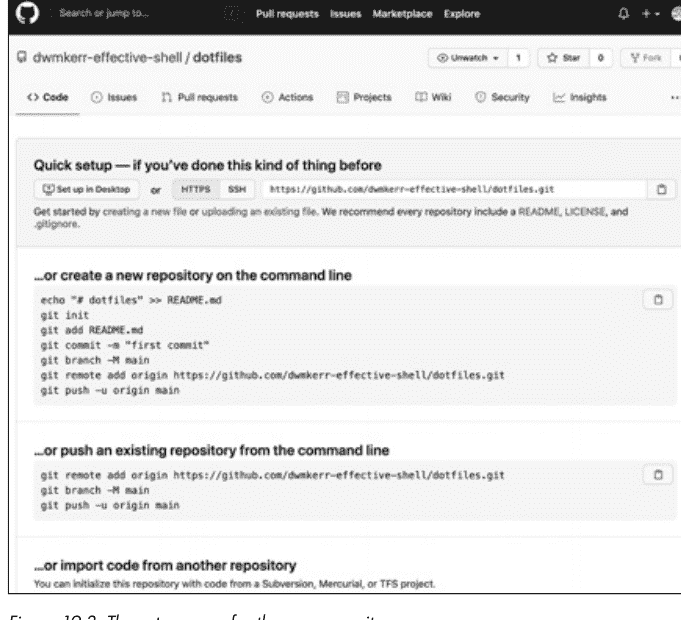 Search or jump to...
Pull requests Issues Marketplace Explore
dwmkerr-effective-shell / dotfiles
Unwatch 1 Star 0 Fork
Code Issues Pull requests Actions Projects Wiki Security Insights ...
Quick setup — if you've done this kind of thing before
Set up in Desktop or HTTPS SSH https://github.com/dwmkerr-effective-shell/dotfiles.git
Get started by creating a new file or uploading an existing file. We recommend every repository include a README, LICENSE, and
.gitignore.
...or create a new repository on the command line
echo "# dotfiles" >> README.md
git init
git add README.md
git commit -m "first commit"
git branch -M main
git remote add origin https://github.com/dwmkerr-effective-shell/dotfiles.git
git push -u origin main
...or push an existing repository from the command line
git remote add origin https://github.com/dwmkerr-effective-shell/dotfiles.git
git branch -M main
git push -u origin main
...or import code from another repository
You can initialize this repository with code from a Subversion, Mercurial, or TFS project.